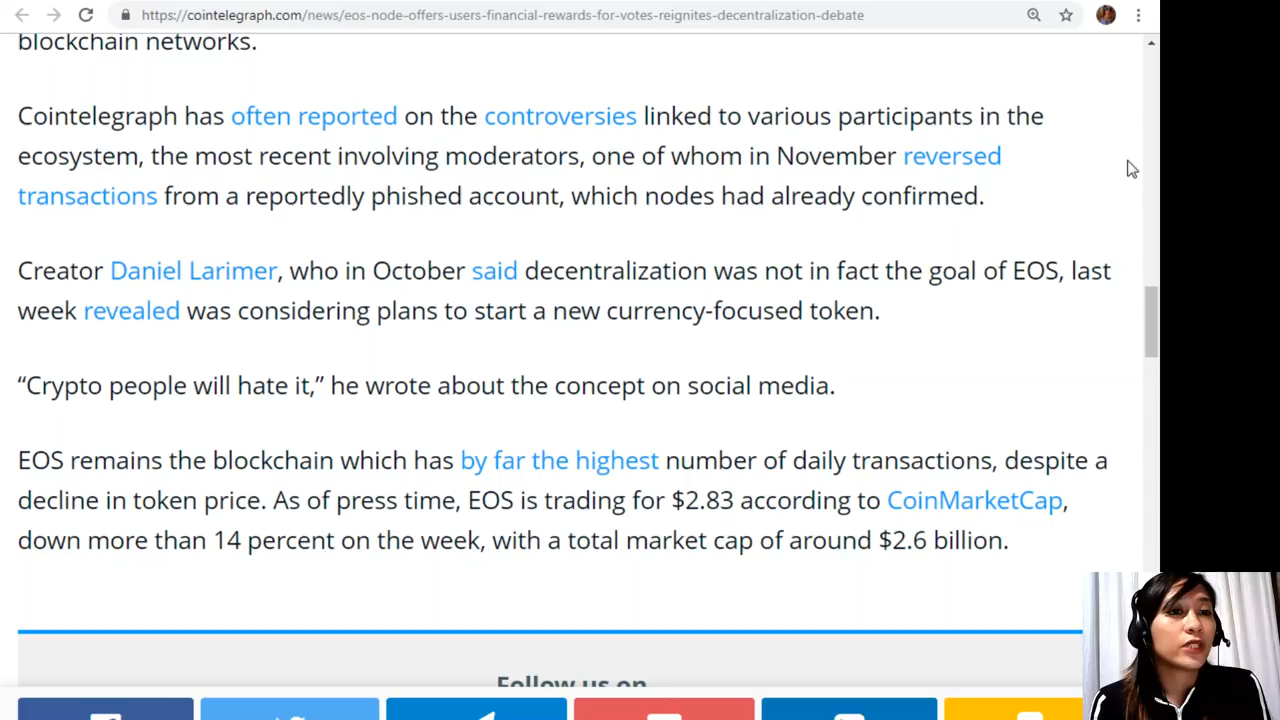 https://cointelegraph.com/news/eos-node-offers-users-financial-rewards-for-votes-reignites-decentralization-debate
blockchain networks.
Cointelegraph has often reported on the controversies linked to various participants in the
ecosystem, the most recent involving moderators, one of whom in November reversed
transactions from a reportedly phished account, which nodes had already confirmed.
Creator Daniel Larimer, who in October said decentralization was not in fact the goal of EOS, last
week revealed was considering plans to start a new currency-focused token.
“Crypto people will hate it,” he wrote about the concept on social media.
EOS remains the blockchain which has by far the highest number of daily transactions, despite a
decline in token price. As of press time, EOS is trading for $2.83 according to CoinMarketCap,
down more than 14 percent on the week, with a total market cap of around $2.6 billion.
Follow us on